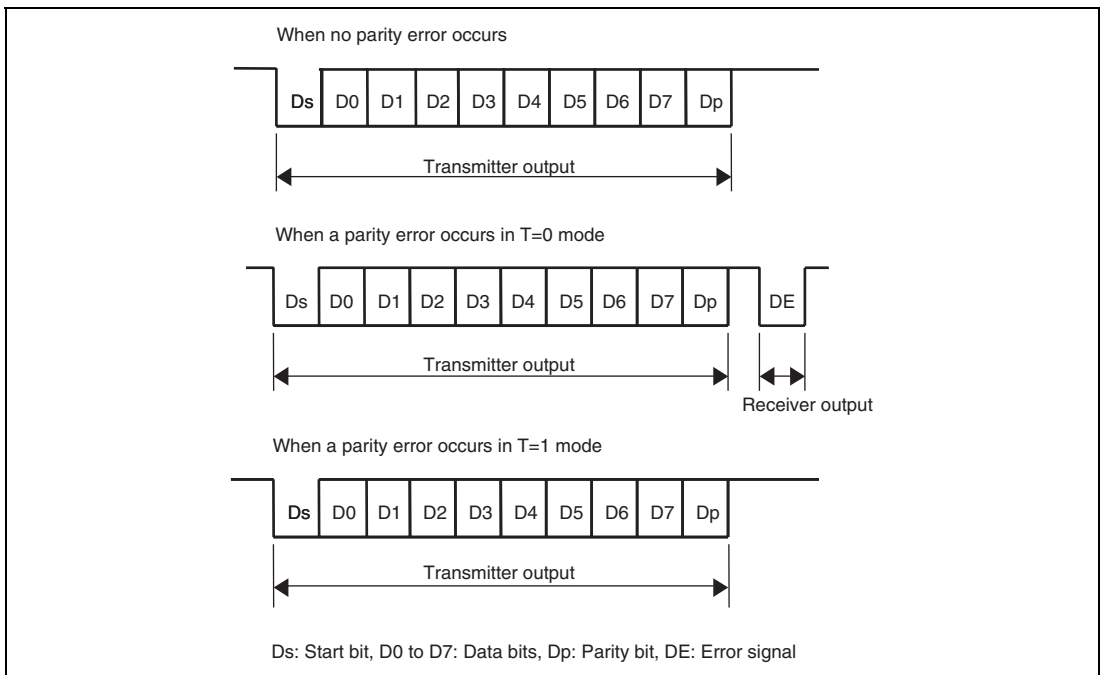 When no parity error occurs
Ds D0 D1 D2 D3 D4 D5 D6 D7 Dp
Transmitter output
When a parity error occurs in T=0 mode
Ds D0 D1 D2 D3 D4 D5 D6 D7 Dp DE
Transmitter output
Receiver output
When a parity error occurs in T=1 mode
Ds D0 D1 D2 D3 D4 D5 D6 D7 Dp
Transmitter output
Ds: Start bit, D0 to D7: Data bits, Dp: Parity bit, DE: Error signal